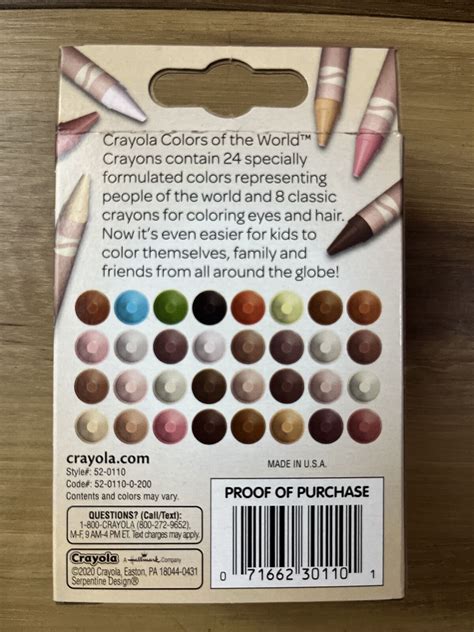 Crayola Colors of the World™
Crayons contain 24 specially
formulated colors representing
people of the world and 8 classic
crayons for coloring eyes and hair.
Now it's even easier for kids to
color themselves, family and
friends from all around the globe!
crayola.com
Style#: 52-0110
Code#: 52-0110-0-200
Contents and colors may vary.
MADE IN U.S.A.
QUESTIONS? (Call/Text):
1-800-CRAYOLA (800-272-9652),
M-F, 9 AM-4 PM ET. Text charges may apply.
Crayola A Hallmark Company
©2020 Crayola, Easton, PA 18044-0431
Serpentine Design®
PROOF OF PURCHASE
0 71662 30110 1